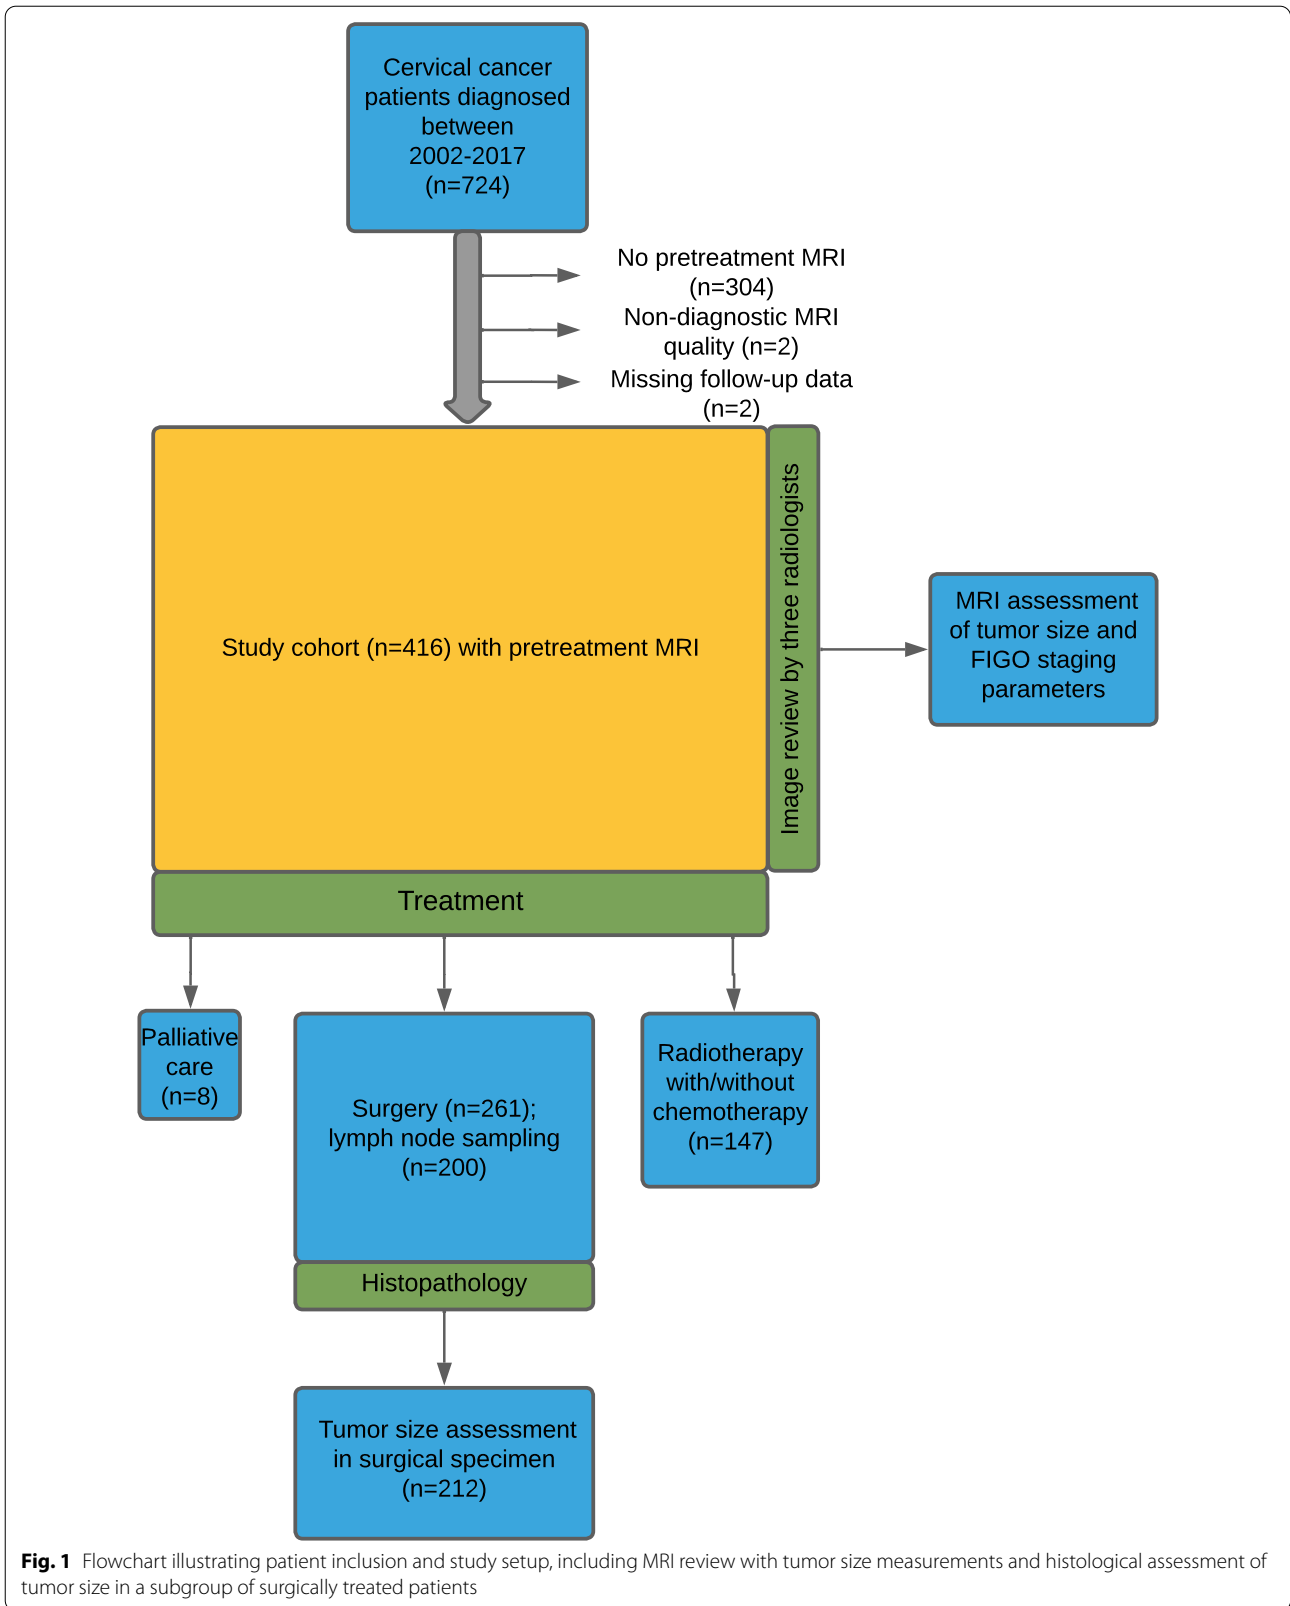 Cervical cancer
patients diagnosed
between
2002-2017
(n=724)
No pretreatment MRI
(n=304)
Non-diagnostic MRI
quality (n=2)
Missing follow-up data
(n=2)
Study cohort (n=416) with pretreatment MRI
Image review by three radiologists
MRI assessment
of tumor size and
FIGO staging
parameters
Treatment
Palliative
care
(n=8)
Surgery (n=261);
lymph node sampling
(n=200)
Radiotherapy
with/without
chemotherapy
(n=147)
Histopathology
Tumor size assessment
in surgical specimen
(n=212)
Fig. 1 Flowchart illustrating patient inclusion and study setup, including MRI review with tumor size measurements and histological assessment of
tumor size in a subgroup of surgically treated patients